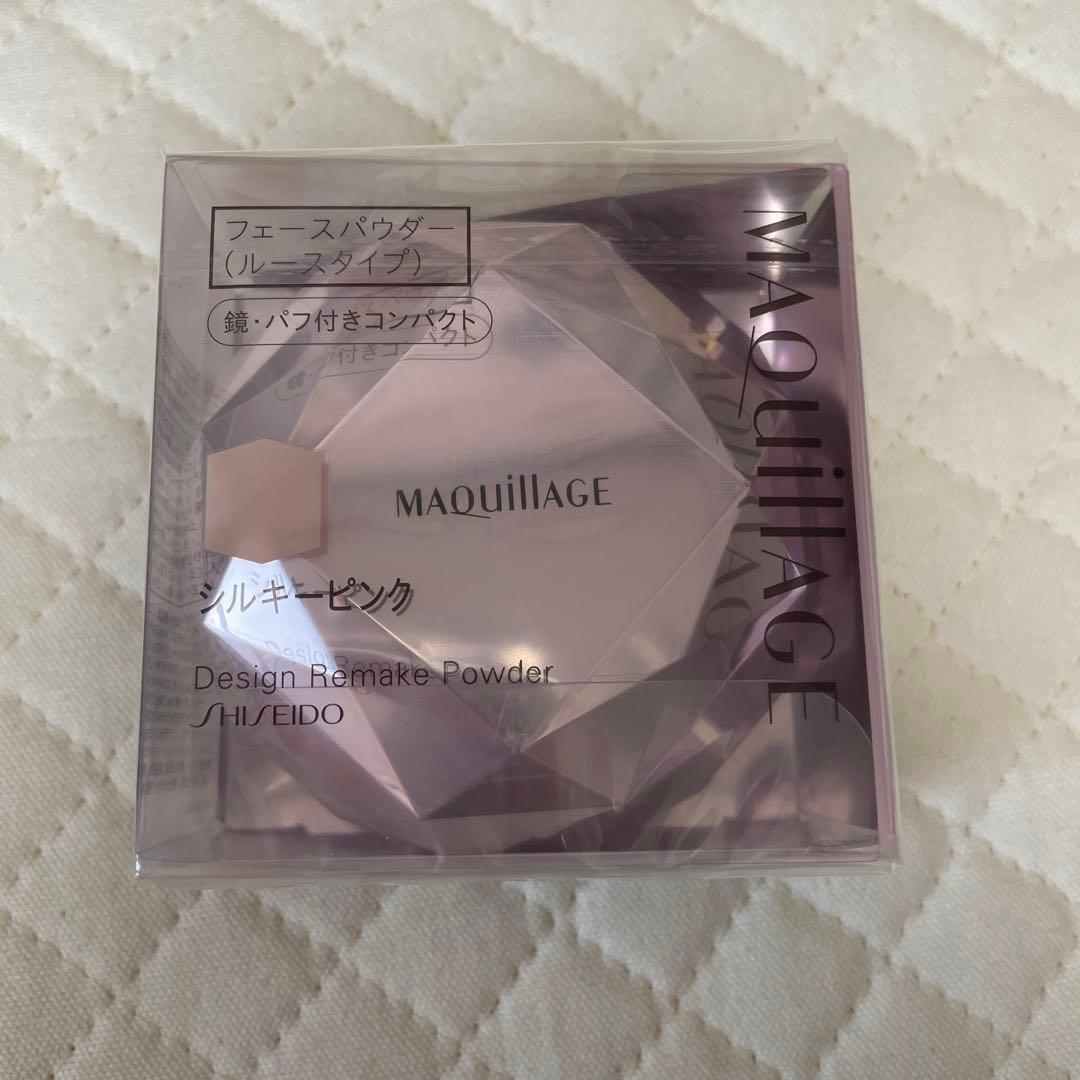 フェースパウダー
(ルースタイプ)
鏡・パフ付きコンパクト
MAQuillAGE
MAQuillAGE
シルキーピンク
Design Remake Powder
SHISEIDO